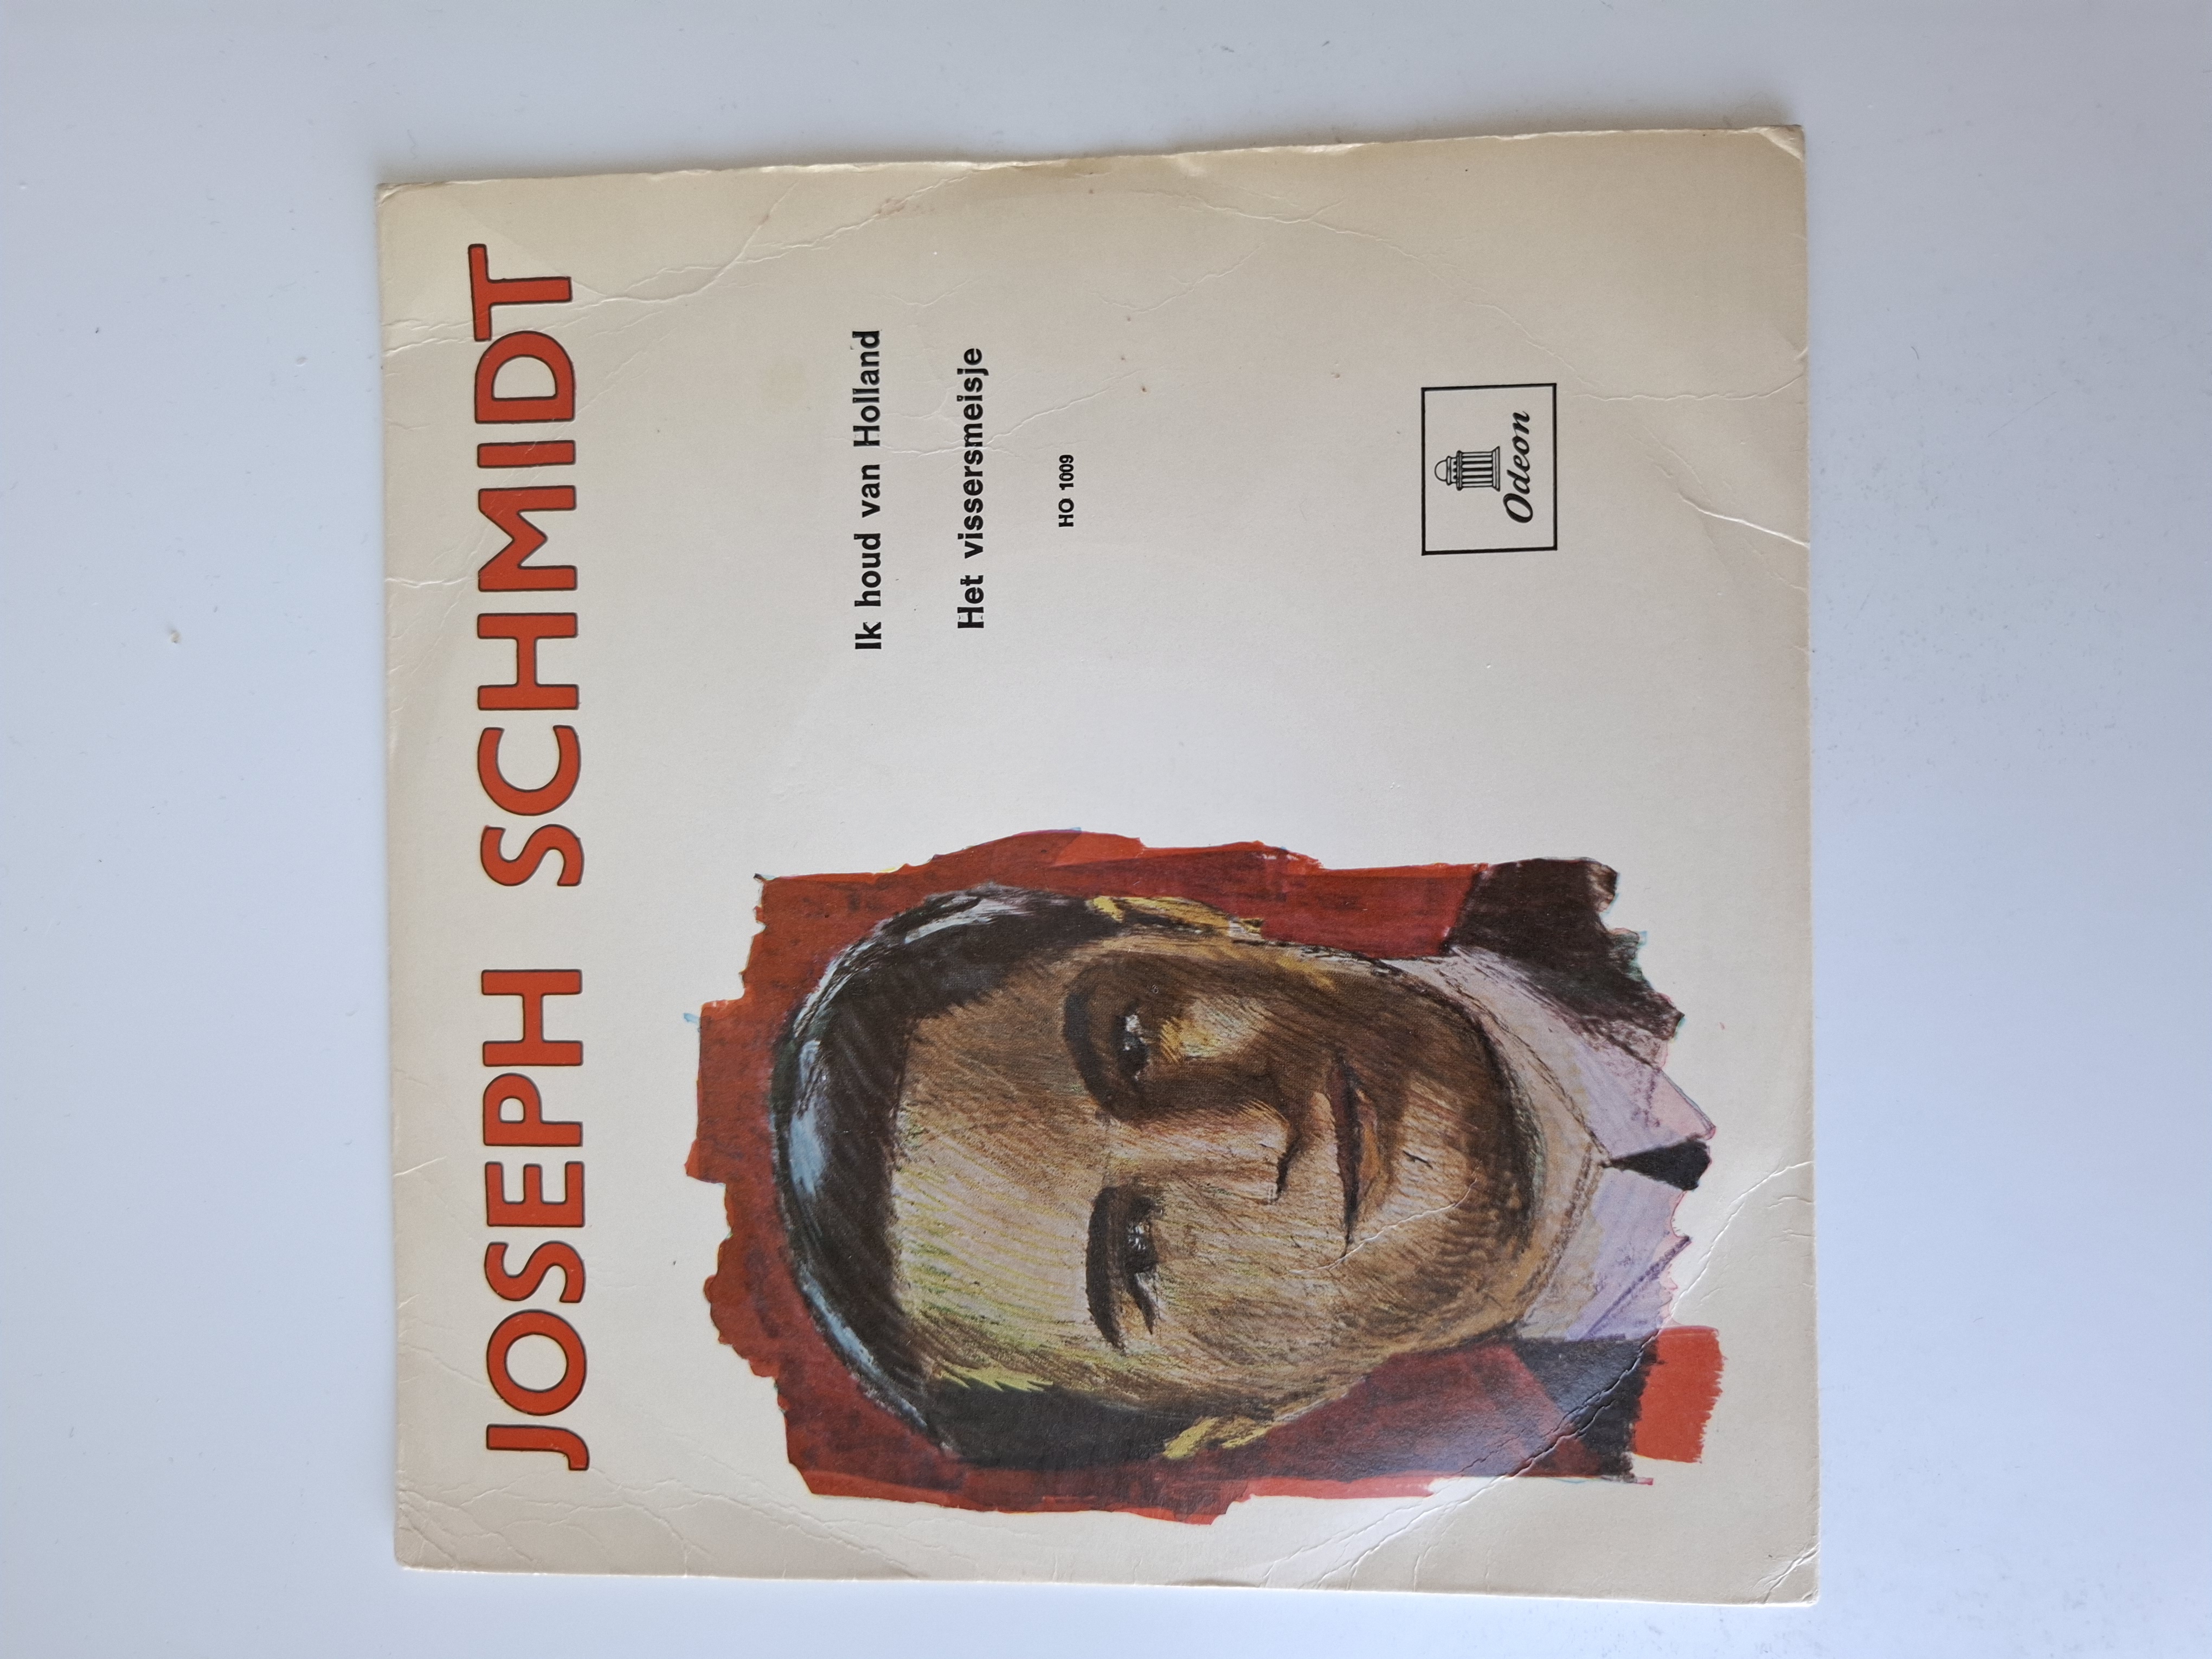 JOSEPH SCHMIDT
Ik houd van Holland
Het vissersmeisje
HO 1009
Odeon